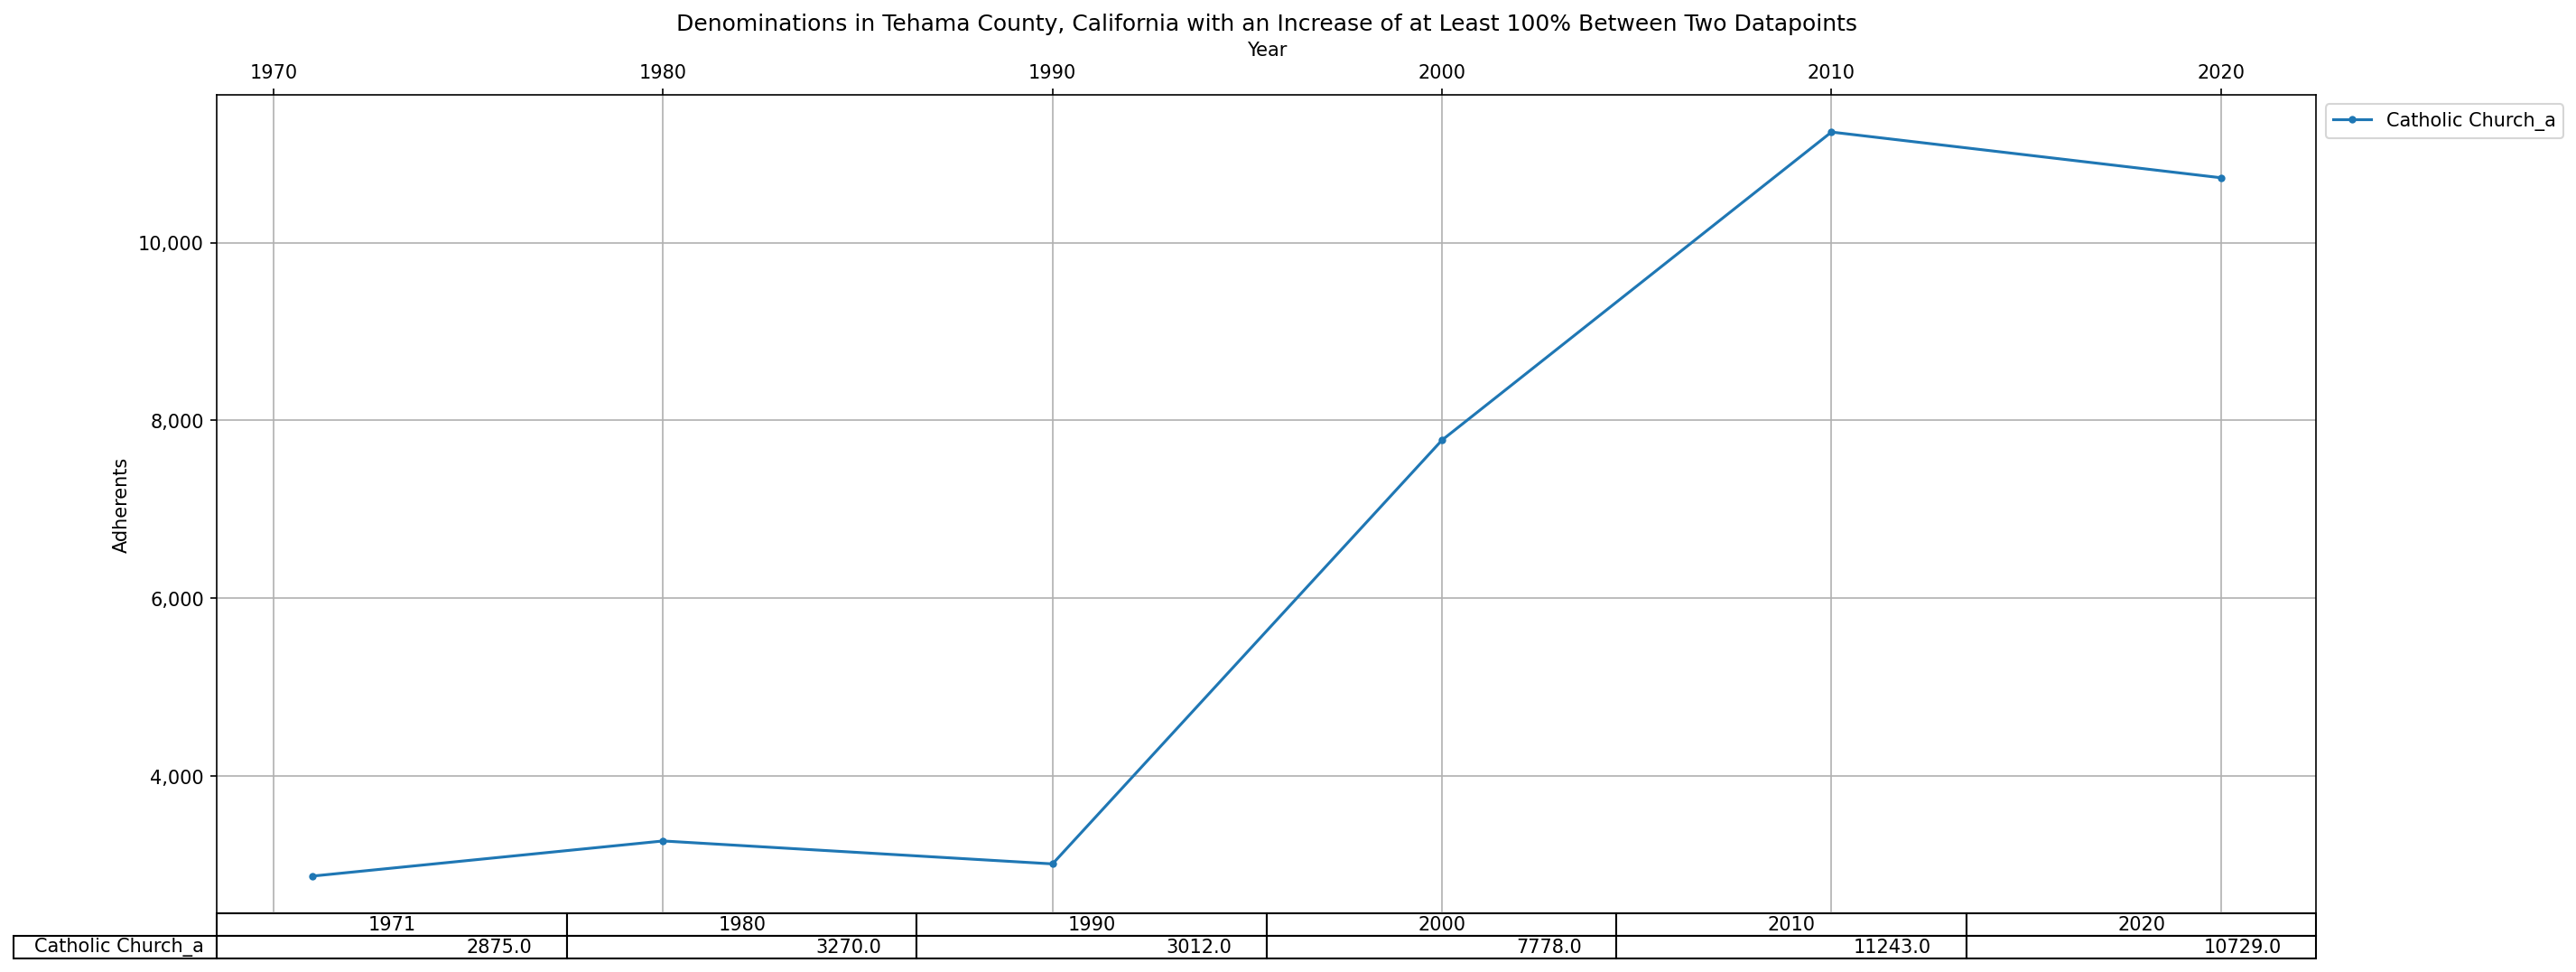 Denominations in Tehama County, California with an Increase of at Least 100% Between Two Datapoints
Year
1970 1980 1990 2000 2010 2020
Catholic Church_a
10,000
8,000
6,000
4,000
Adherents
1971 1980 1990 2000 2010 2020
Catholic Church_a 2875.0 3270.0 3012.0 7778.0 11243.0 10729.0